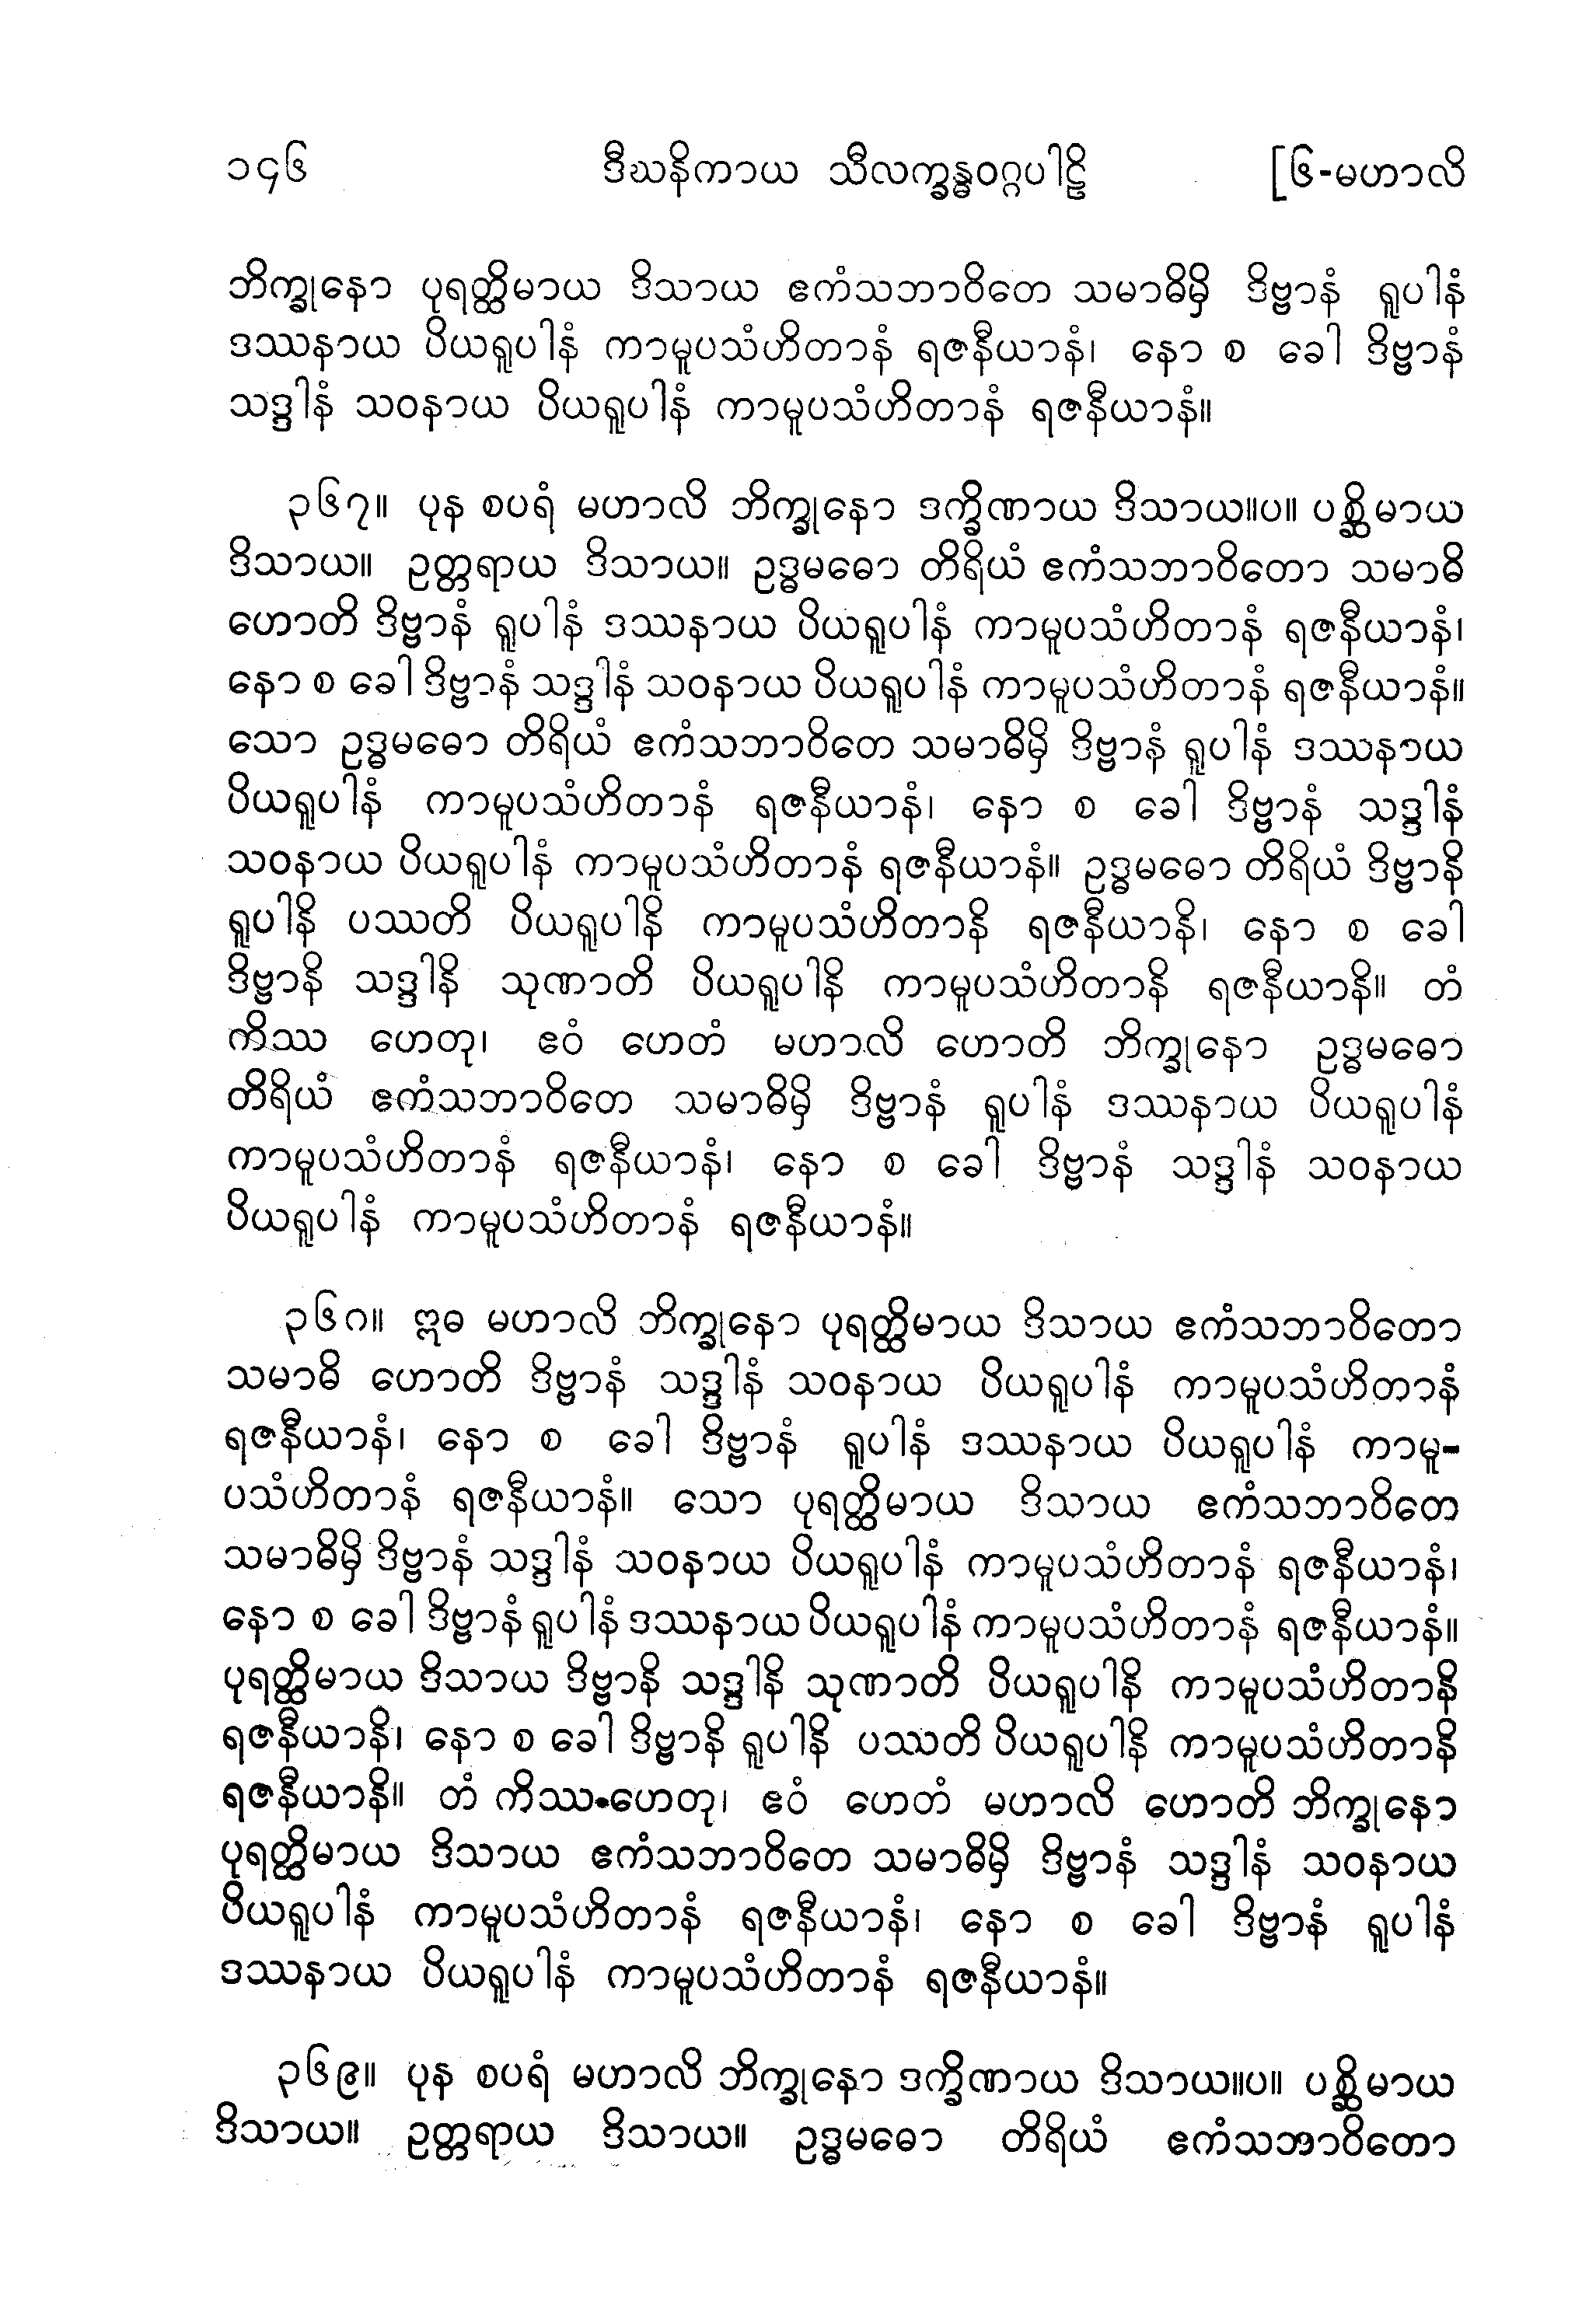 ၁၄၆ ဒီဃနိကာယ သီလက္ခန္ဓဝဂ္ဂပါဠိ [၆-မဟာလိ
ဘိက္ခုနော ပုရတ္ထိမာယ ဒိသာယ ဧကံသဘာဝိတေ သမာဓိမှိ ဒိဗ္ဗာနံ ရူပါနံ
ဒဿနာယ ပိယရူပါနံ ကာမူပသံဟိတာနံ ရဇနီယာနံ၊ နော စ ခေါ ဒိဗ္ဗာနံ
သဒ္ဒါနံ သဝနာယ ပိယရူပါနံ ကာမူပသံဟိတာနံ ရဇနီယာနံ။
၃၆၇။ ပုန စပရံ မဟာလိ ဘိက္ခုနော ဒက္ခိဏာယ ဒိသာယ။ပ။ ပစ္ဆိမာယ
ဒိသာယ။ ဥတ္တရာယ ဒိသာယ။ ဥဒ္ဓမဓော တိရိယံ ဧကံသဘာဝိတော သမာဓိ
ဟောတိ ဒိဗ္ဗာနံ ရူပါနံ ဒဿနာယ ပိယရူပါနံ ကာမူပသံဟိတာနံ ရဇနီယာနံ၊
နော စ ခေါ ဒိဗ္ဗာနံ သဒ္ဒါနံ သဝနာယ ပိယရူပါနံ ကာမူပသံဟိတာနံ ရဇနီယာနံ။
သော ဥဒ္ဓမဓော တိရိယံ ဧကံသဘာဝိတေ သမာဓိမှိ ဒိဗ္ဗာနံ ရူပါနံ ဒဿနာယ
ပိယရူပါနံ ကာမူပသံဟိတာနံ ရဇနီယာနံ၊ နော စ ခေါ ဒိဗ္ဗာနံ သဒ္ဒါနံ
သဝနာယ ပိယရူပါနံ ကာမူပသံဟိတာနံ ရဇနီယာနံ။ ဥဒ္ဓမဓော တိရိယံ ဒိဗ္ဗာနိ
ရူပါနိ ပဿတိ ပိယရူပါနိ ကာမူပသံဟိတာနိ ရဇနီယာနိ၊ နော စ ခေါ
ဒိဗ္ဗာနိ သဒ္ဒါနိ သုဏာတိ ပိယရူပါနိ ကာမူပသံဟိတာနိ ရဇနီယာနိ။ တံ
ကိဿ ဟေတု၊ ဧဝံ ဟေတံ မဟာလိ ဟောတိ ဘိက္ခုနော ဥဒ္ဓမဓော
တိရိယံ ဧကံသဘာဝိတေ သမာဓိမှိ ဒိဗ္ဗာနံ ရူပါနံ ဒဿနာယ ပိယရူပါနံ
ကာမူပသံဟိတာနံ ရဇနီယာနံ၊ နော စ ခေါ ဒိဗ္ဗာနံ သဒ္ဒါနံ သဝနာယ
ပိယရူပါနံ ကာမူပသံဟိတာနံ ရဇနီယာနံ။
၃၆၈။ ဣဓ မဟာလိ ဘိက္ခုနော ပုရတ္ထိမာယ ဒိသာယ ဧကံသဘာဝိတော
သမာဓိ ဟောတိ ဒိဗ္ဗာနံ သဒ္ဒါနံ သဝနာယ ပိယရူပါနံ ကာမူပသံဟိတာနံ
ရဇနီယာနံ၊ နော စ ခေါ ဒိဗ္ဗာနံ ရူပါနံ ဒဿနာယ ပိယရူပါနံ ကာမူ-
ပသံဟိတာနံ ရဇနီယာနံ။ သော ပုရတ္ထိမာယ ဒိသာယ ဧကံသဘာဝိတေ
သမာဓိမှိ ဒိဗ္ဗာနံ သဒ္ဒါနံ သဝနာယ ပိယရူပါနံ ကာမူပသံဟိတာနံ ရဇနီယာနံ၊
နော စ ခေါ ဒိဗ္ဗာနံ ရူပါနံ ဒဿနာယ ပိယရူပါနံ ကာမူပသံဟိတာနံ ရဇနီယာနံ။
ပုရတ္ထိမာယ ဒိသာယ ဒိဗ္ဗာနိ သဒ္ဒါနိ သုဏာတိ ပိယရူပါနိ ကာမူပသံဟိတာနိ
ရဇနီယာနိ၊ နော စ ခေါ ဒိဗ္ဗာနိ ရူပါနိ ပဿတိ ပိယရူပါနိ ကာမူပသံဟိတာနိ
ရဇနီယာနိ။ တံ ကိဿ ဟေတု၊ ဧဝံ ဟေတံ မဟာလိ ဟောတိ ဘိက္ခုနော
ပုရတ္ထိမာယ ဒိသာယ ဧကံသဘာဝိတေ သမာဓိမှိ ဒိဗ္ဗာနံ သဒ္ဒါနံ သဝနာယ
ပိယရူပါနံ ကာမူပသံဟိတာနံ ရဇနီယာနံ၊ နော စ ခေါ ဒိဗ္ဗာနံ ရူပါနံ
ဒဿနာယ ပိယရူပါနံ ကာမူပသံဟိတာနံ ရဇနီယာနံ။
၃၆၉။ ပုန စပရံ မဟာလိ ဘိက္ခုနော ဒက္ခိဏာယ ဒိသာယ။ပ။ ပစ္ဆိမာယ
ဒိသာယ။ ဥတ္တရာယ ဒိသာယ။ ဥဒ္ဓမဓော တိရိယံ ဧကံသဘာဝိတော